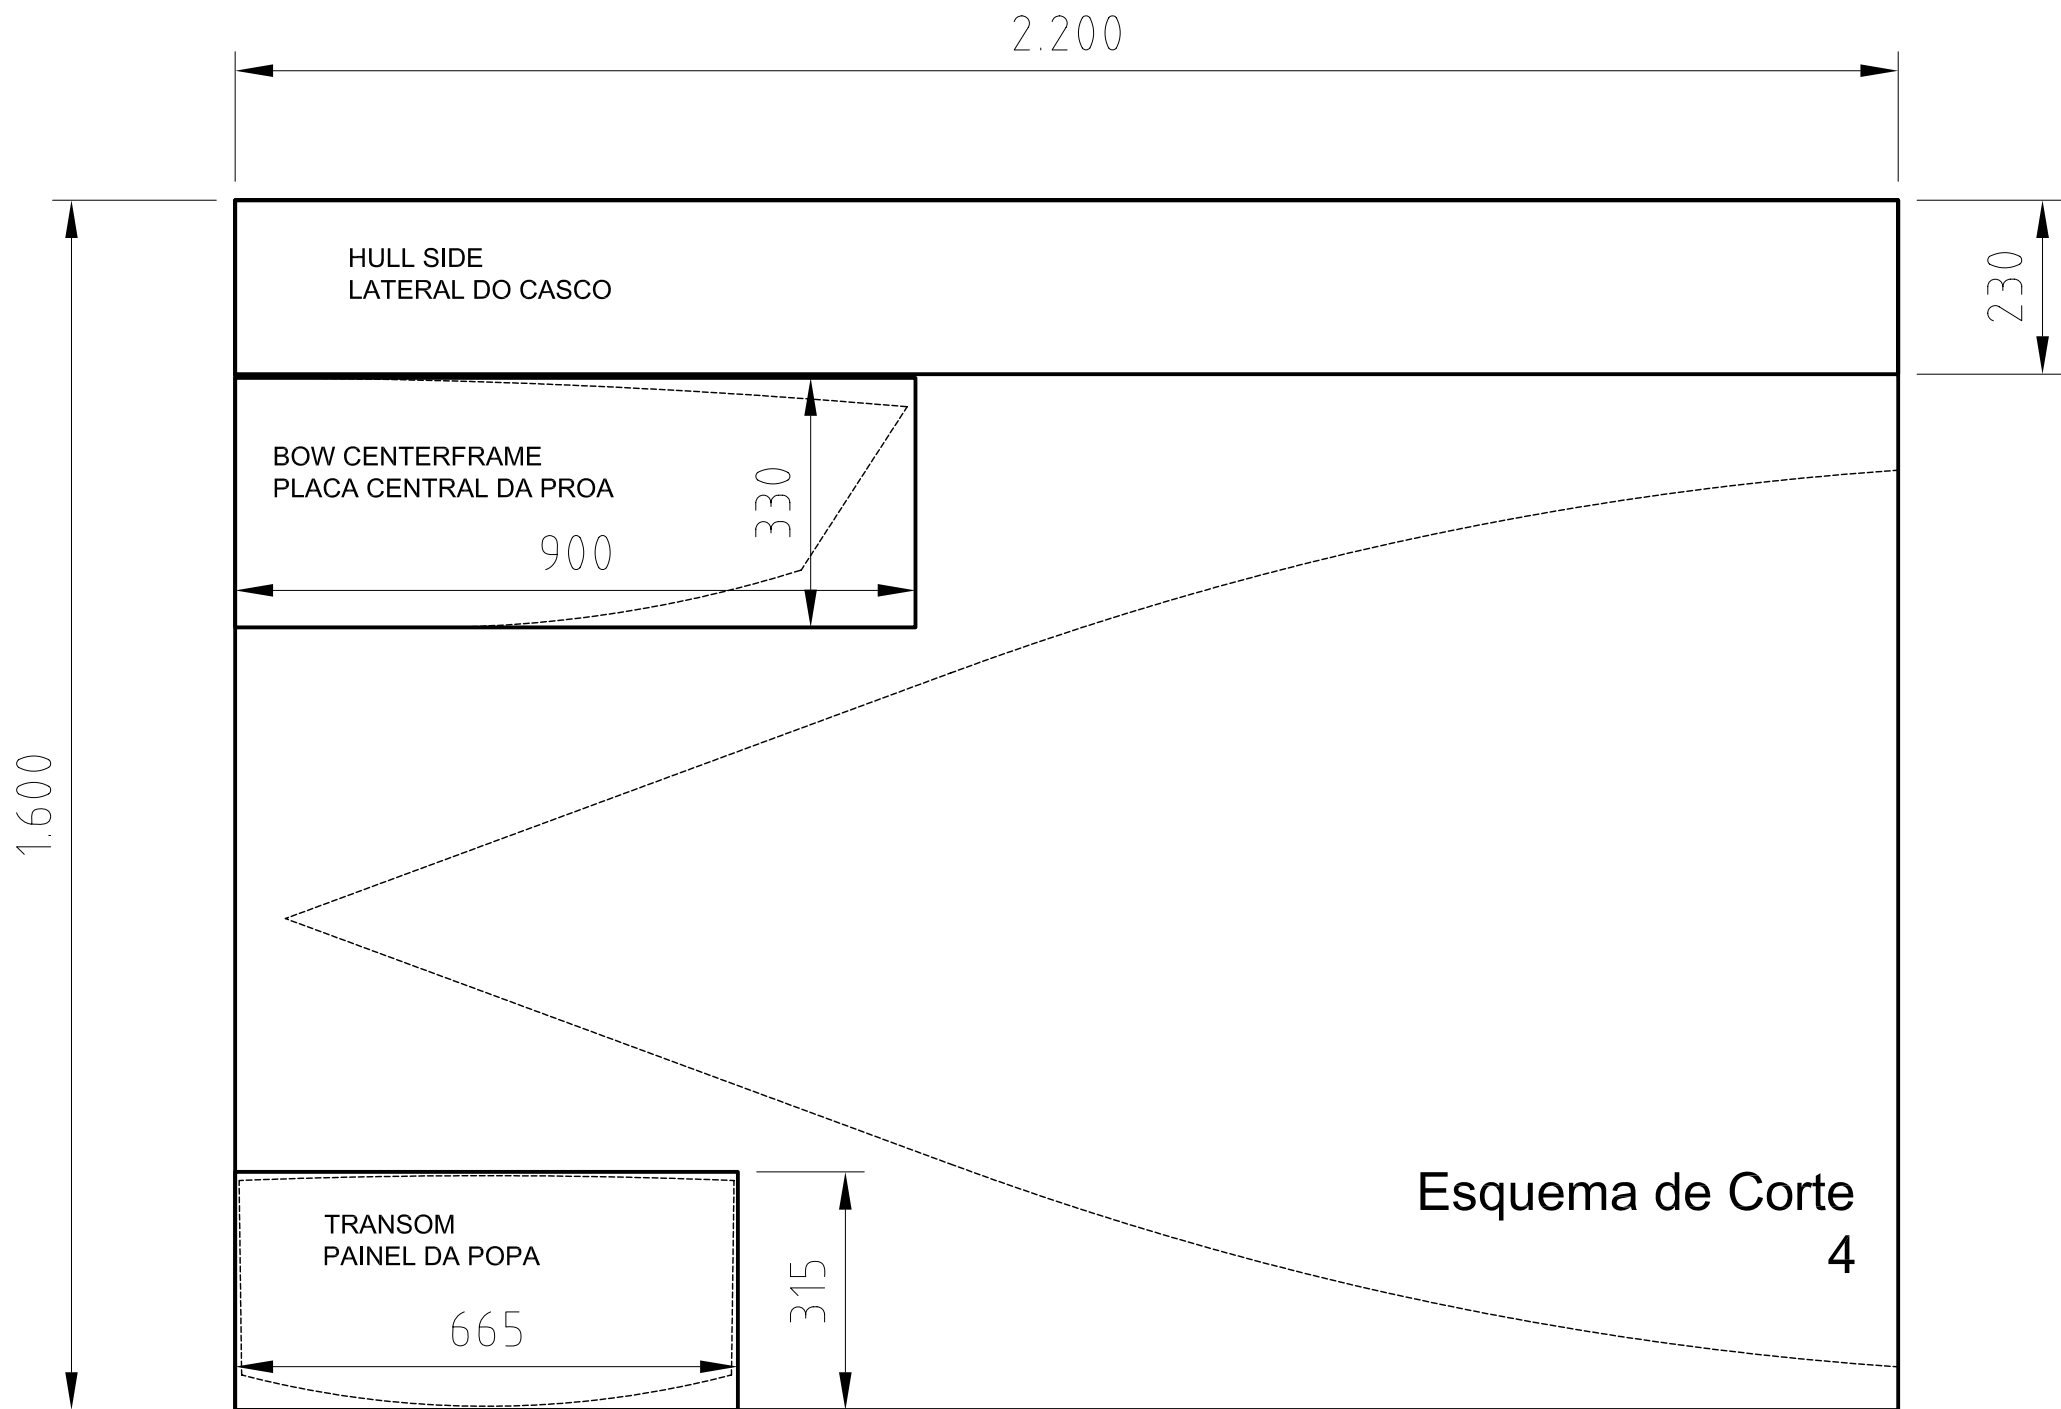 2.200
HULL SIDE
LATERAL DO CASCO
230
BOW CENTERFRAME
PLACA CENTRAL DA PROA
330
900
1.600
Esquema de Corte
4
TRANSOM
PAINEL DA POPA
315
665